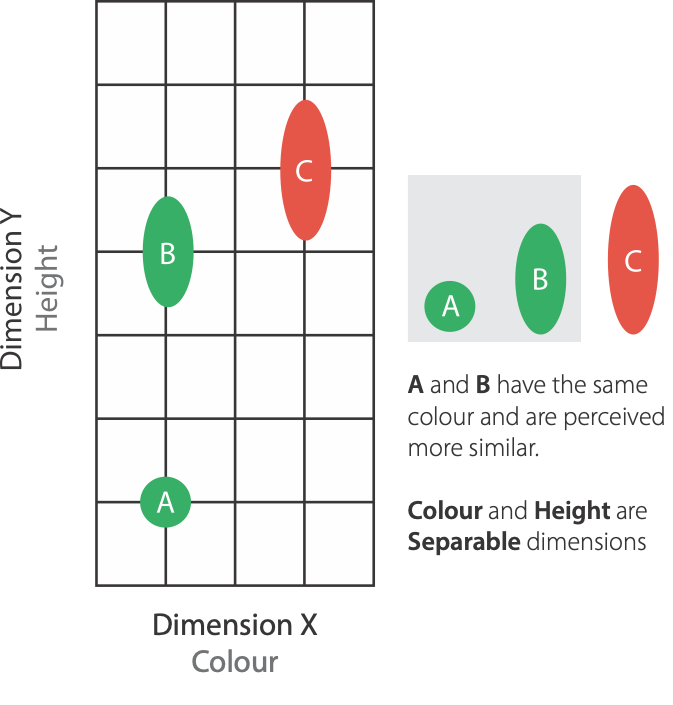 Dimension Y
Height
C
B
A
Dimension X
Colour
A
B
C
A and B have the same
colour and are perceived
more similar.
Colour and Height are
Separable dimensions